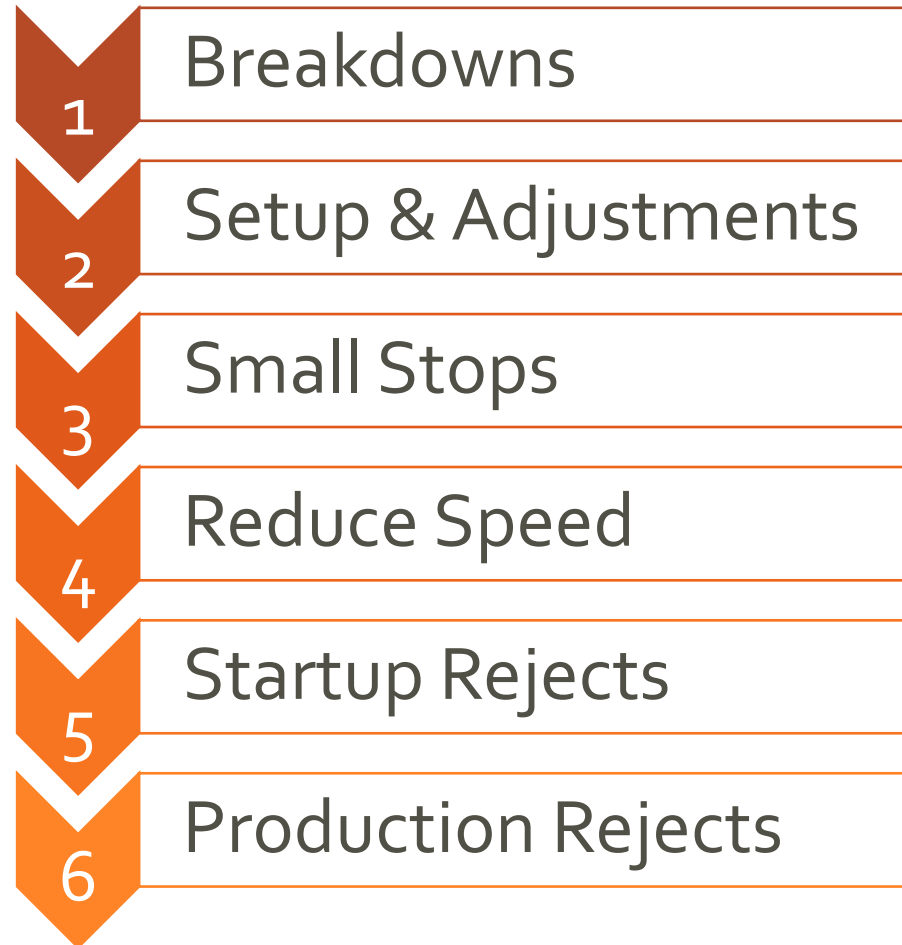 1 Breakdowns
2 Setup & Adjustments
3 Small Stops
4 Reduce Speed
5 Startup Rejects
6 Production Rejects